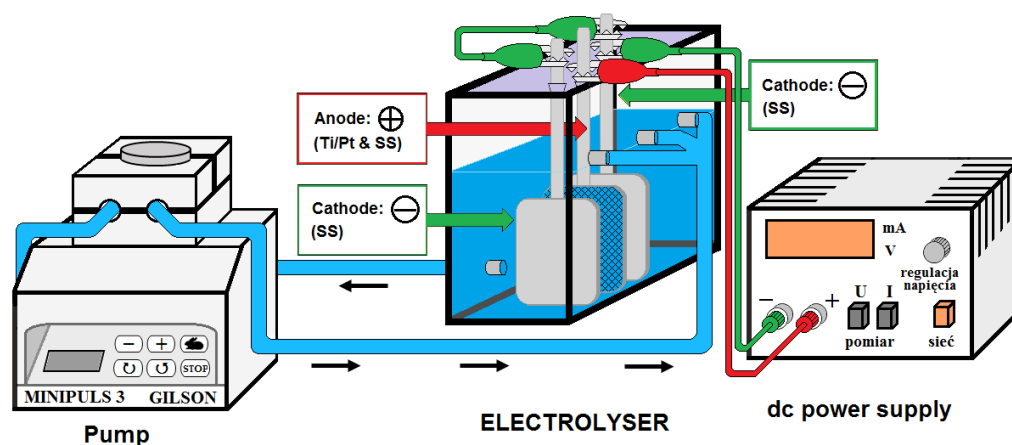 Cathode: ⊖
(SS)
Anode: ⊕
(Ti/Pt & SS)
Cathode: ⊖
(SS)
mA
V
regulacja
napięcia
−
+
U I
pomiar
sieć
− +
STOP
MINIPULS 3 GILSON
Pump
ELECTROLYSER
dc power supply